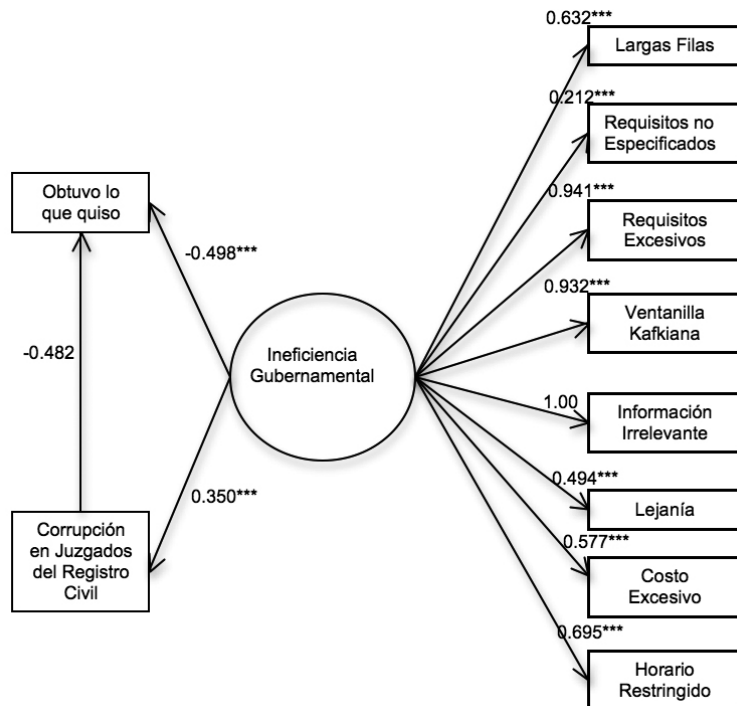 0.632***
Largas Filas
0.212***
Requisitos no
Especificados
0.941***
Requisitos
Excesivos
0.932***
Ventanilla
Kafkiana
1.00
Información
Irrelevante
0.494***
Lejanía
0.577***
Costo
Excesivo
0.695***
Horario
Restringido
Ineficiencia
Gubernamental
Obtuvo lo
que quiso
-0.498***
-0.482
0.350***
Corrupción
en Juzgados
del Registro
Civil